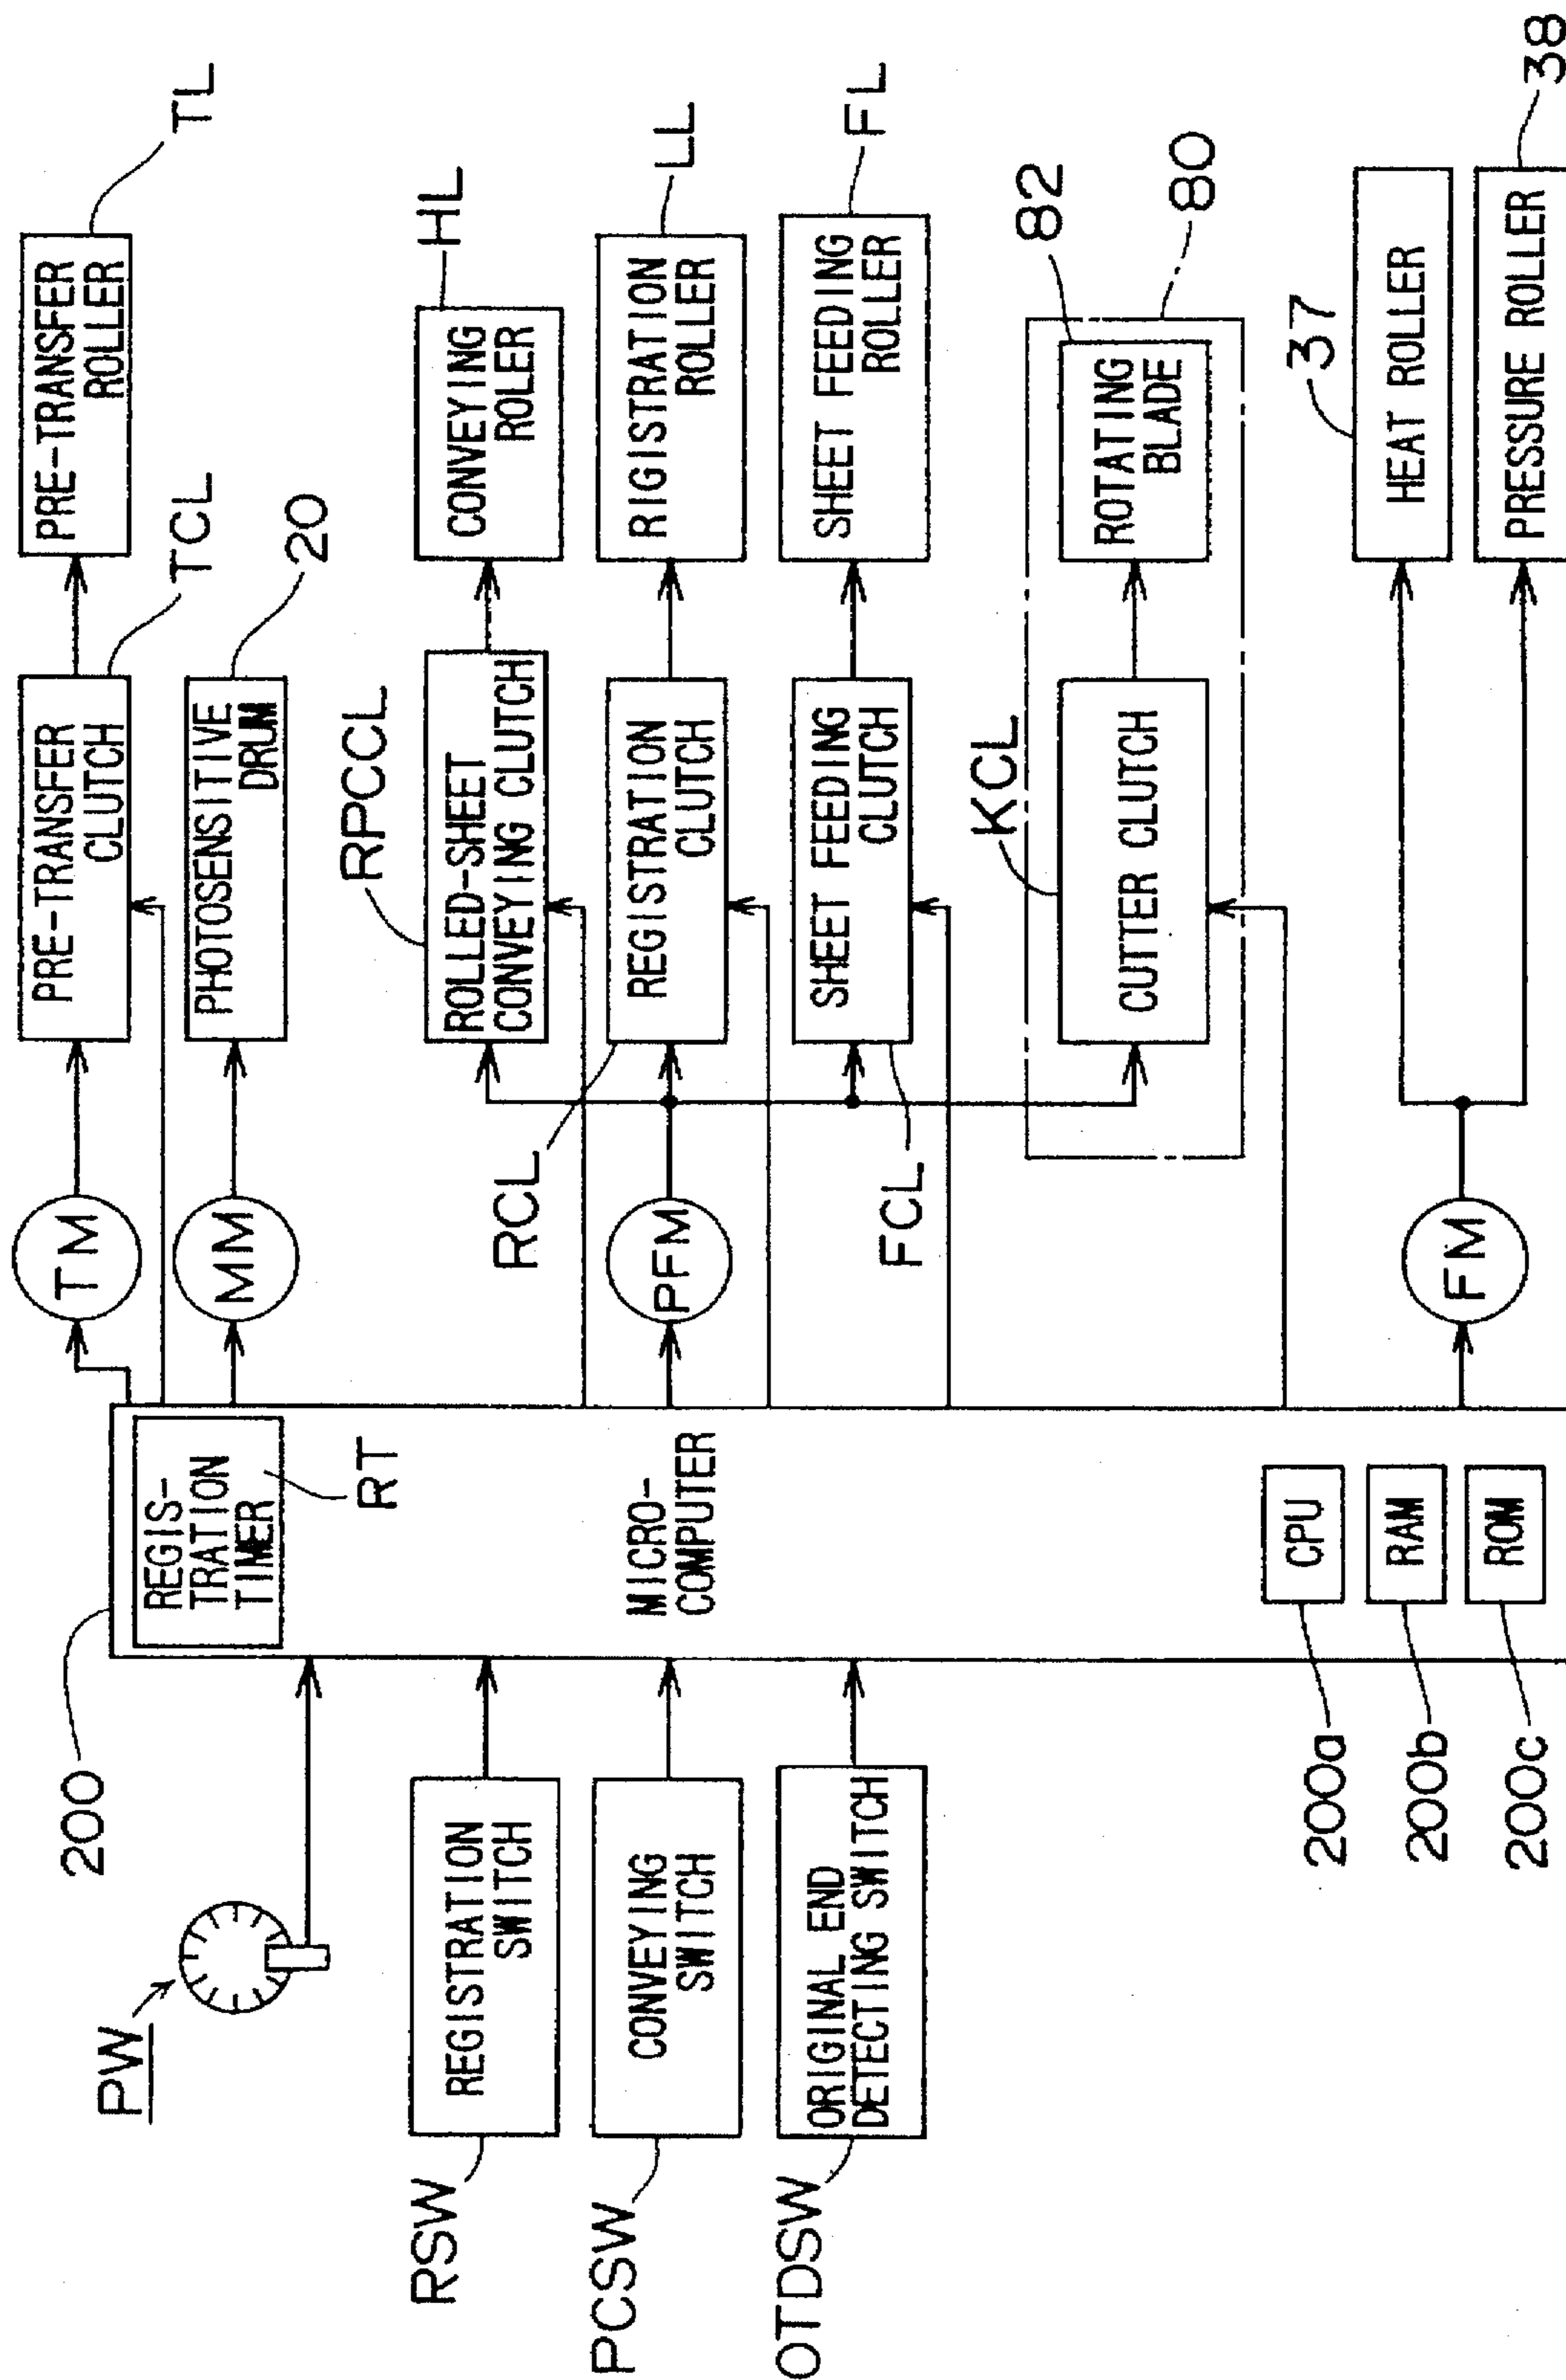 PW
200
REGIS-
TRATION
TIMER
RT
TM
PRE-TRANSFER
CLUTCH
TCL
PRE-TRANSFER
ROLLER
TL
MM
PHOTOSENSITIVE
DRUM
20
RSW
REGISTRATION
SWITCH
PCSW
CONVEYING
SWITCH
OTDSW
ORIGINAL END
DETECTING SWITCH
MICRO-
COMPUTER
RPCCL
ROLLED-SHEET
CONVEYING CLUTCH
CONVEYING
ROLER
HL
RCL
PFM
REGISTRATION
CLUTCH
RIGISTRATION
ROLLER
LL
FCL
SHEET FEEDING
CLUTCH
SHEET FEEDING
ROLLER
FL
KCL
CUTTER CLUTCH
ROTATING
BLADE
82
80
200a
CPU
200b
RAM
200c
ROM
FM
37
HEAT ROLLER
PRESSURE ROLLER
38